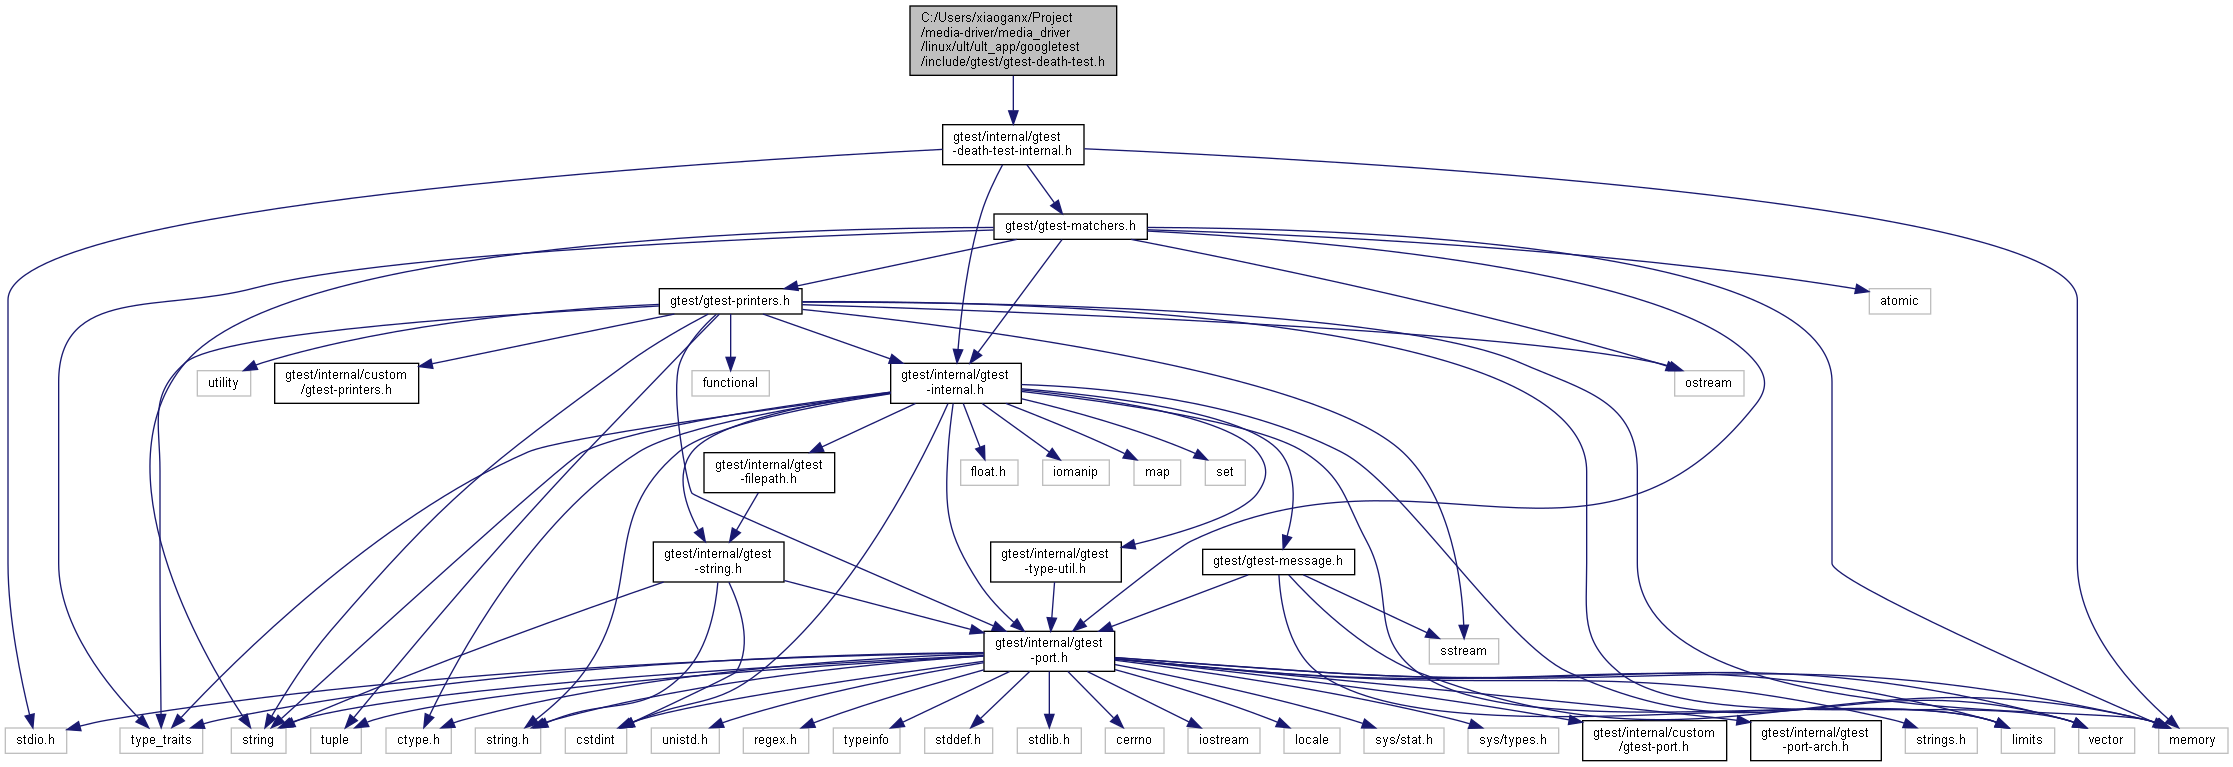 C:/Users/xiaoganx/Project
/media-driver/media_driver
/linux/ult/ult_app/googletest
/include/gtest/gtest-death-test.h
gtest/internal/gtest
-death-test-internal.h
gtest/gtest-matchers.h
gtest/gtest-printers.h
atomic
utility
gtest/internal/custom
/gtest-printers.h
functional
gtest/internal/gtest
-internal.h
ostream
gtest/internal/gtest
-filepath.h
float.h
iomanip
map
set
gtest/internal/gtest
-string.h
gtest/internal/gtest
-type-util.h
gtest/gtest-message.h
gtest/internal/gtest
-port.h
sstream
stdio.h
type_traits
string
tuple
ctype.h
string.h
cstdint
unistd.h
regex.h
typeinfo
stddef.h
stdlib.h
cerrno
iostream
locale
sys/stat.h
sys/types.h
gtest/internal/custom
/gtest-port.h
gtest/internal/gtest
-port-arch.h
strings.h
limits
vector
memory